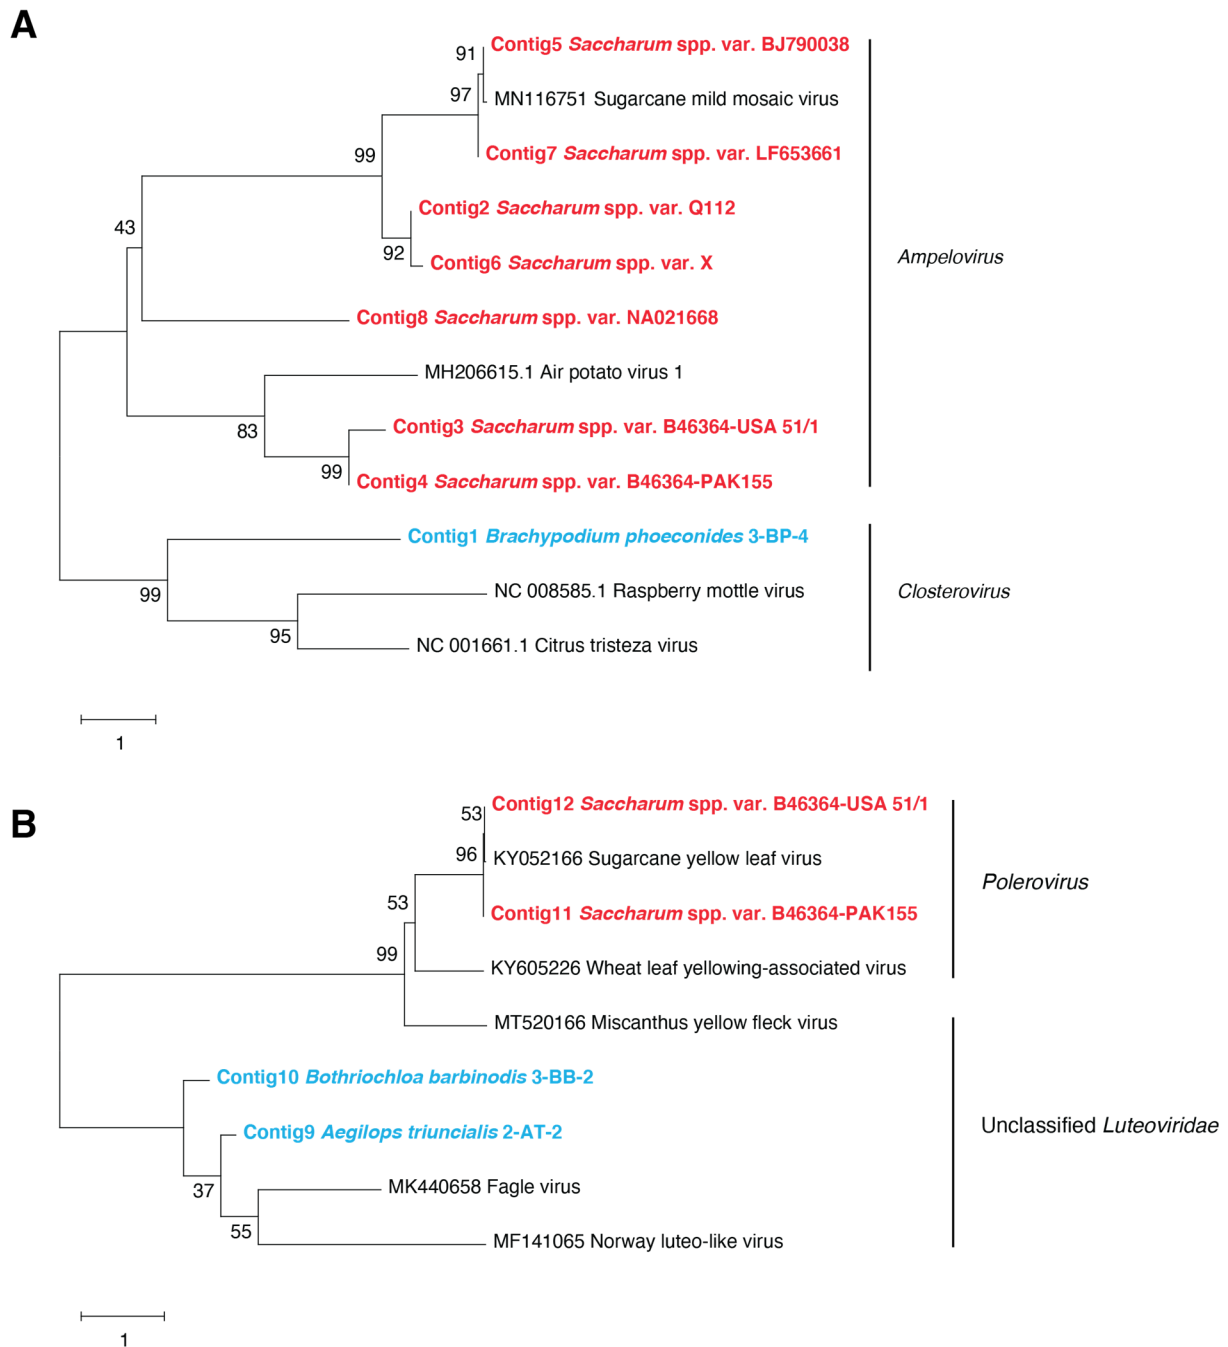 A
Contig5 Saccharum spp. var. BJ790038
91
MN116751 Sugarcane mild mosaic virus
97
Contig7 Saccharum spp. var. LF653661
99
Contig2 Saccharum spp. var. Q112
43
92
Contig6 Saccharum spp. var. X
Ampelovirus
Contig8 Saccharum spp. var. NA021668
MH206615.1 Air potato virus 1
83
Contig3 Saccharum spp. var. B46364-USA 51/1
99
Contig4 Saccharum spp. var. B46364-PAK155
Contig1 Brachypodium phoeconides 3-BP-4
99
NC 008585.1 Raspberry mottle virus
Closterovirus
95
NC 001661.1 Citrus tristeza virus
1
B
Contig12 Saccharum spp. var. B46364-USA 51/1
53
96
KY052166 Sugarcane yellow leaf virus
Polerovirus
53
Contig11 Saccharum spp. var. B46364-PAK155
99
KY605226 Wheat leaf yellowing-associated virus
MT520166 Miscanthus yellow fleck virus
Contig10 Bothriochloa barbinodis 3-BB-2
Contig9 Aegilops triuncialis 2-AT-2
Unclassified Luteoviridae
37
MK440658 Fagle virus
55
MF141065 Norway luteo-like virus
1